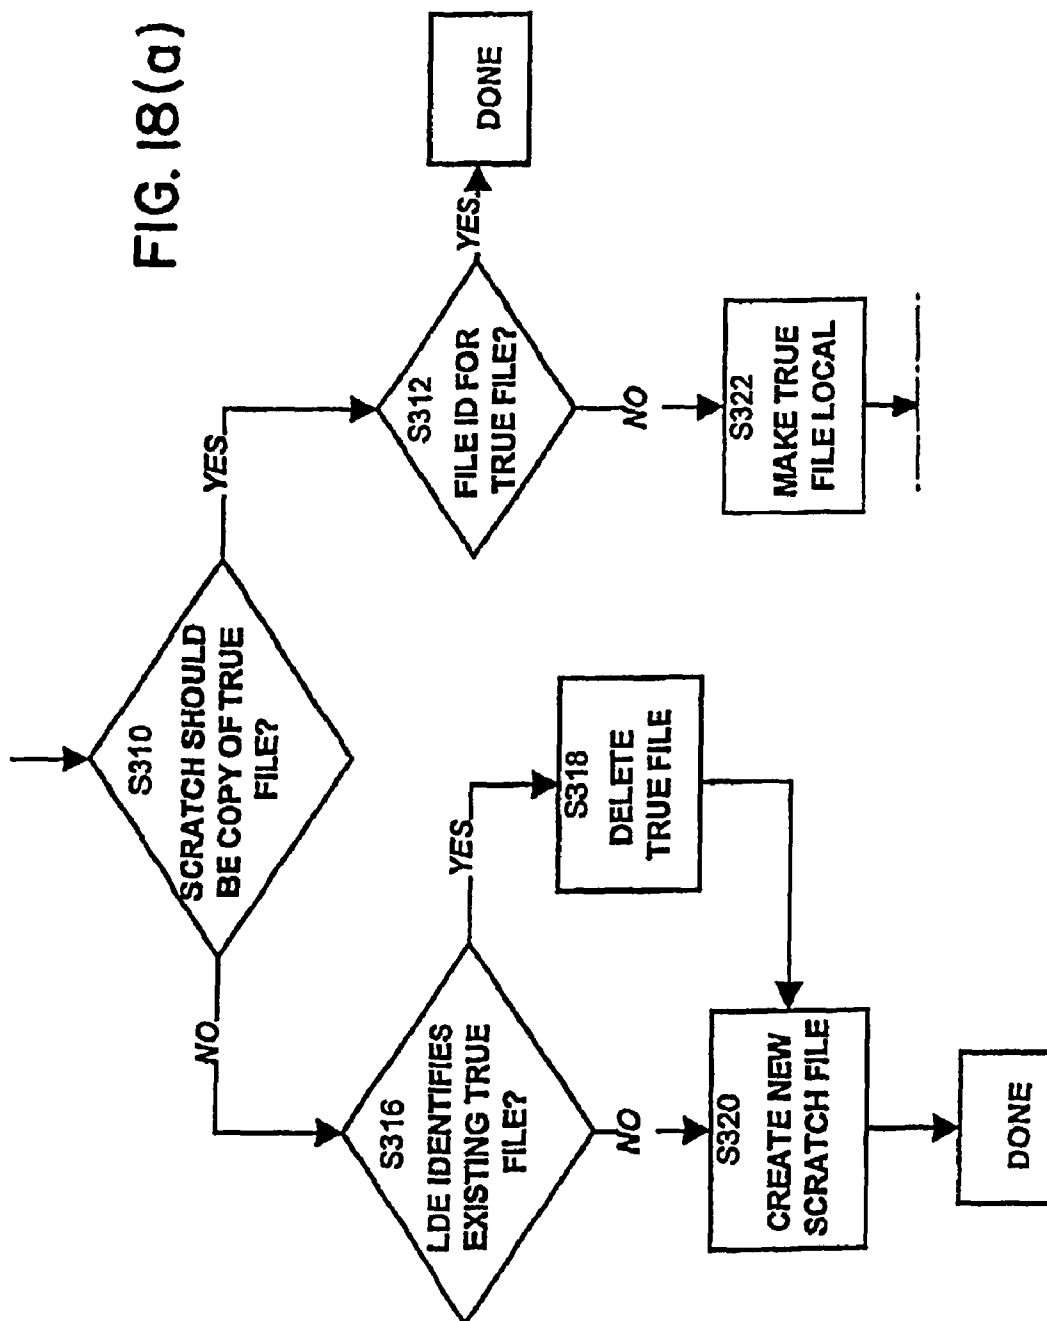 FIG. 18(a)
S310
SCRATCH SHOULD
BE COPY OF TRUE
FILE?
NO
YES
S316
LDE IDENTIFIES
EXISTING TRUE
FILE?
YES
NO
S318
DELETE
TRUE FILE
S320
CREATE NEW
SCRATCH FILE
DONE
S312
FILE ID FOR
TRUE FILE?
YES
DONE
NO
S322
MAKE TRUE
FILE LOCAL